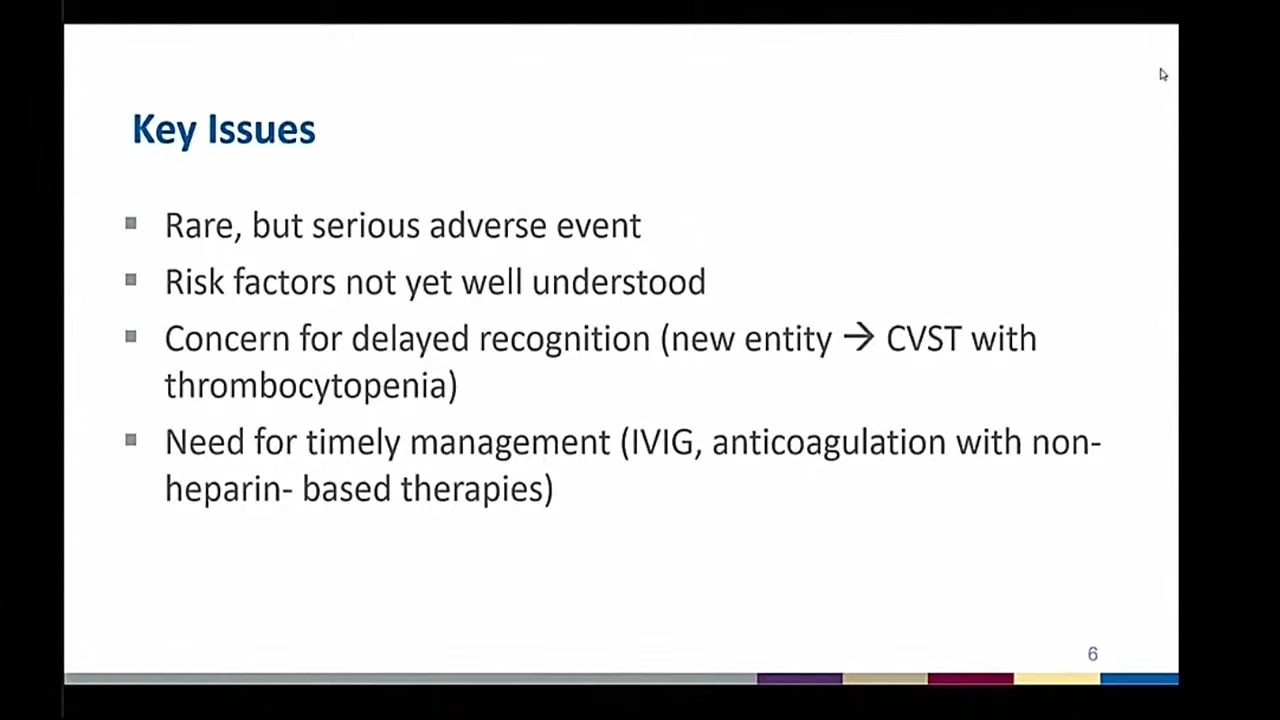 Key Issues
Rare, but serious adverse event
Risk factors not yet well understood
Concern for delayed recognition (new entity → CVST with
thrombocytopenia)
Need for timely management (IVIG, anticoagulation with non-
heparin- based therapies)
6